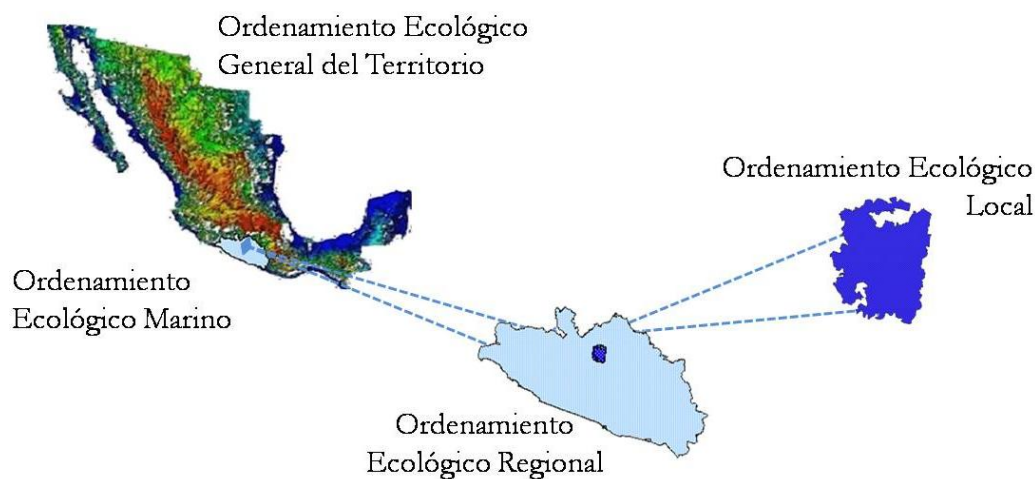 Ordenamiento Ecológico
General del Territorio
Ordenamiento Ecológico
Local
Ordenamiento
Ecológico Marino
Ordenamiento
Ecológico Regional